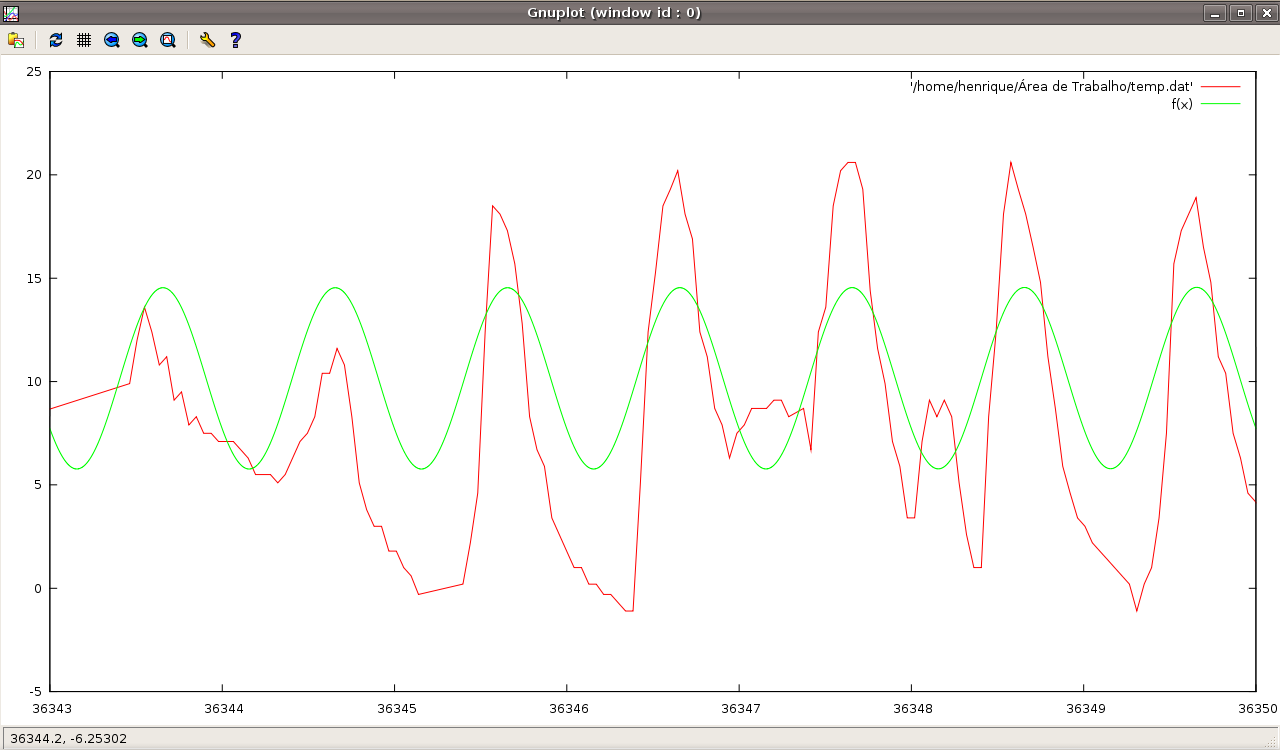 Gnuplot (window id : 0)
?
'/home/henrique/Área de Trabalho/temp.dat'
f(x)
25
20
15
10
5
0
-5
36343 36344 36345 36346 36347 36348 36349 36350
36344.2, -6.25302